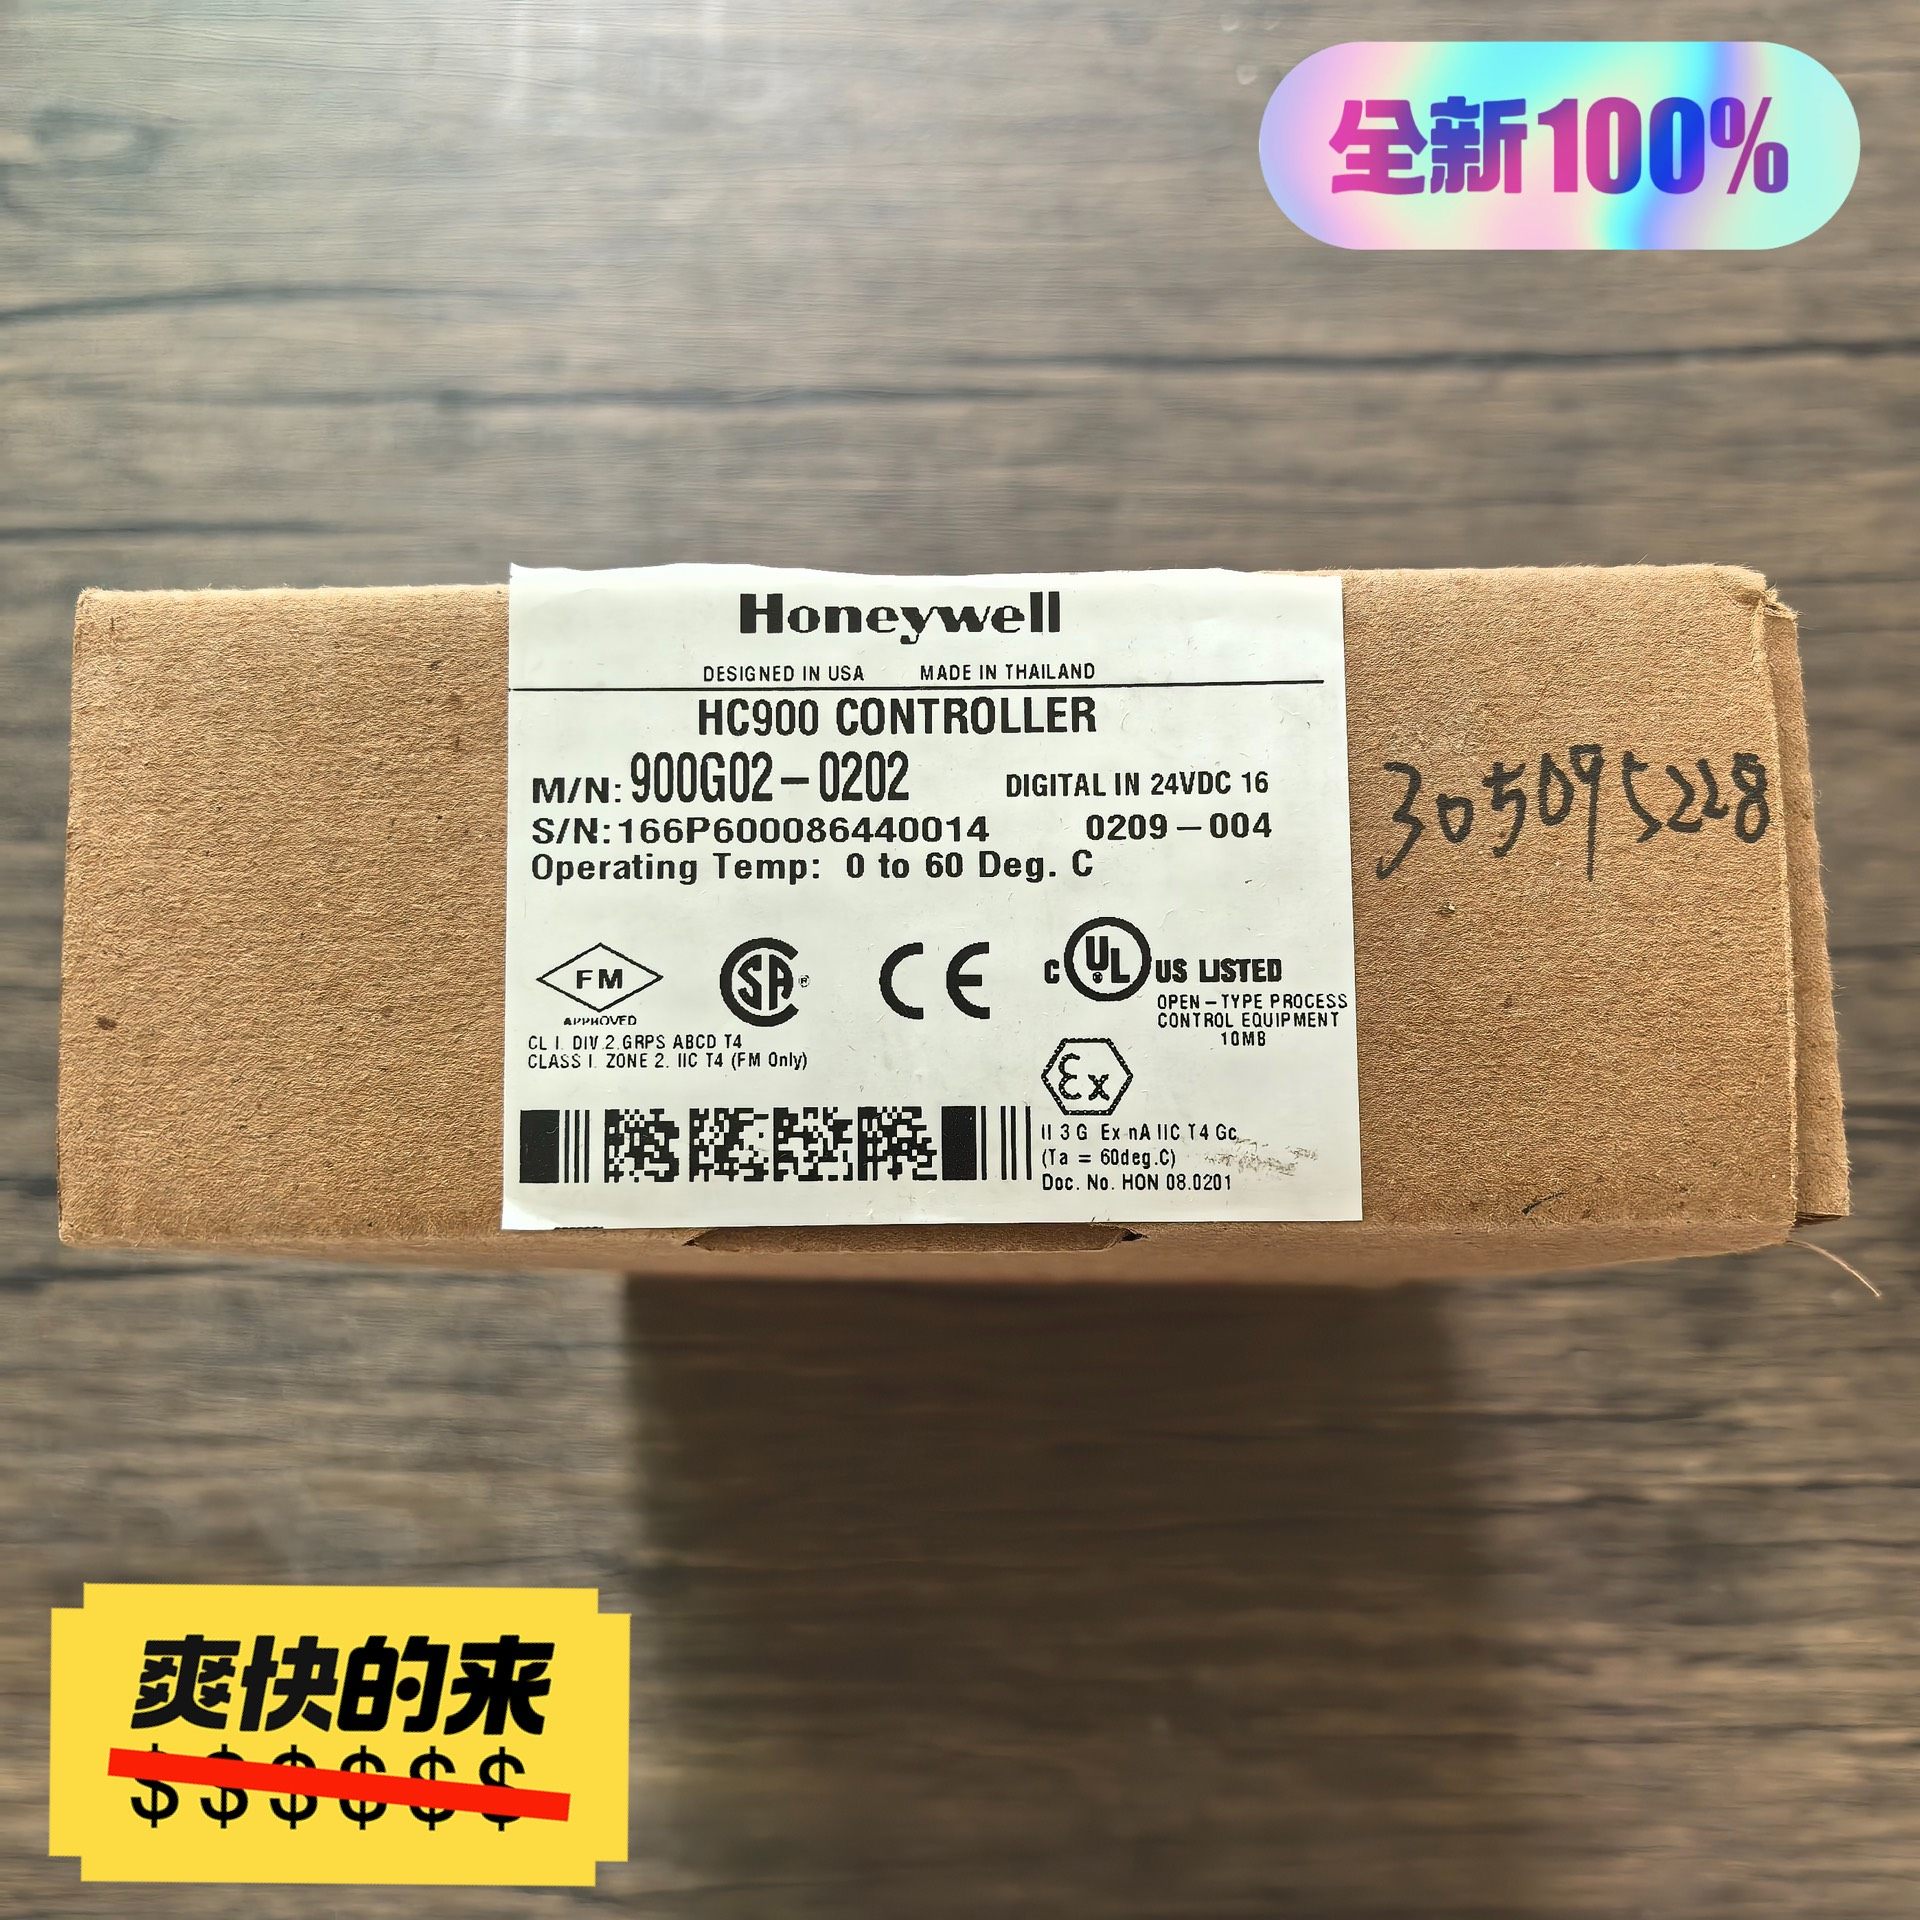 全新100%
Honeywell
DESIGNED IN USA MADE IN THAILAND
HC900 CONTROLLER
M/N: 900G02-0202 DIGITAL IN 24VDC 16
S/N: 166P600086440014 0209-004
Operating Temp: 0 to 60 Deg. C
305095228
FM
APPROVED
CL I. DIV 2.GRPS ABCD T4
CLASS I. ZONE 2. IIC T4 (FM Only)
SA®
CE
C UL US LISTED
OPEN-TYPE PROCESS
CONTROL EQUIPMENT
10MB
Ex
II 3 G Ex nA IIC T4 Gc
(Ta = 60deg.C)
Doc. No. HON 08.0201
爽快的来
$$$$$$